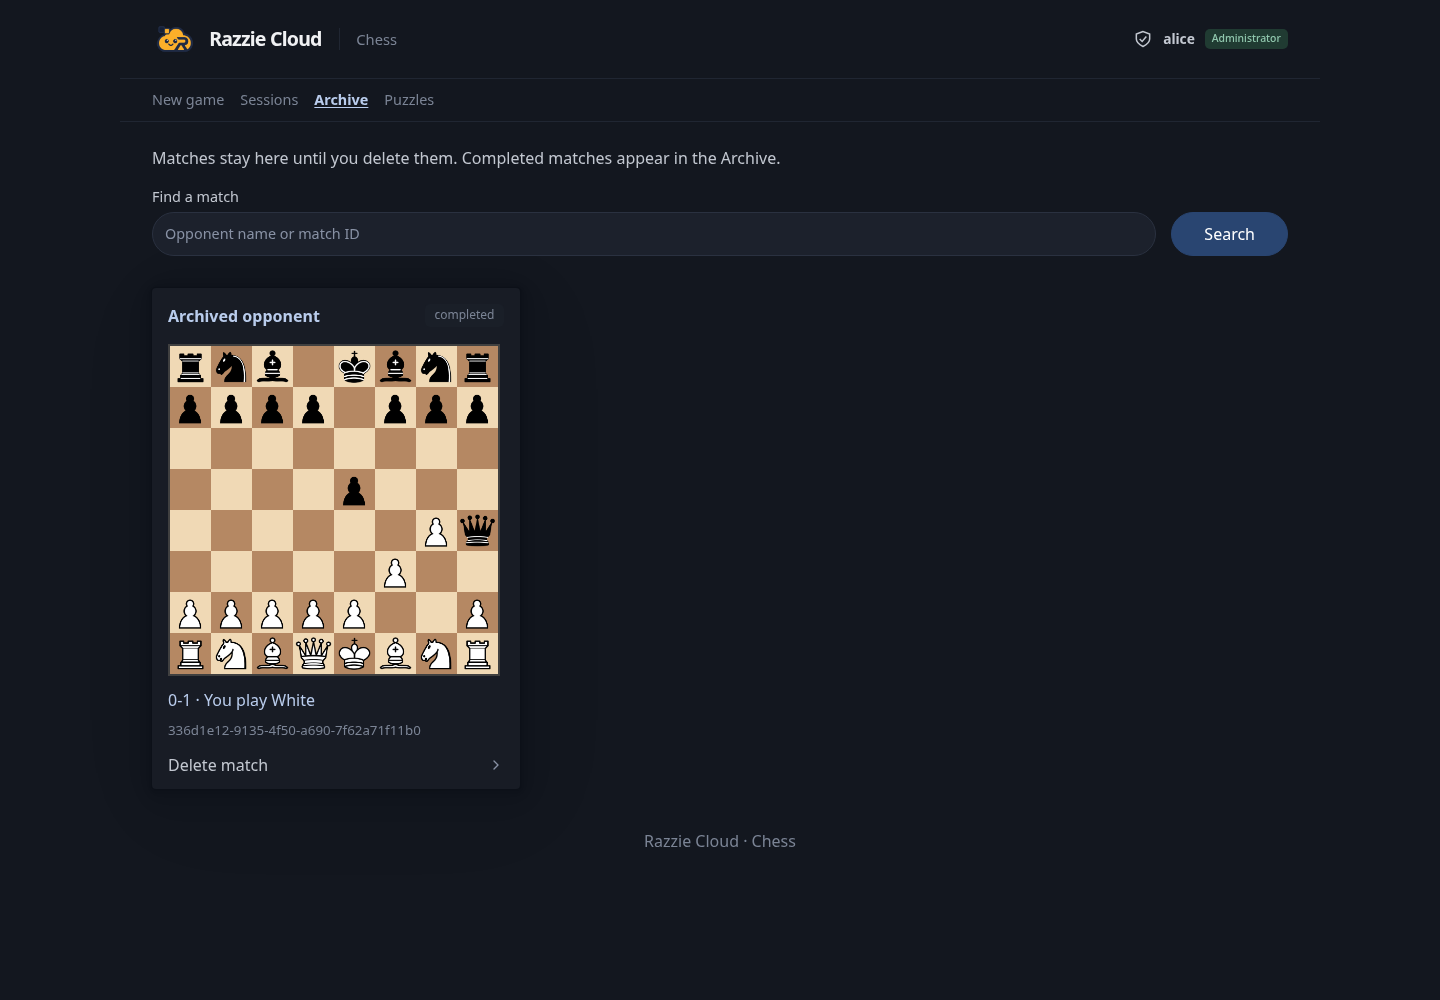 Razzie Cloud
Chess
alice
Administrator
New game
Sessions
Archive
Puzzles
Matches stay here until you delete them. Completed matches appear in the Archive.
Find a match
Opponent name or match ID
Search
Archived opponent
completed
0-1 · You play White
336d1e12-9135-4f50-a690-7f62a71f11b0
Delete match
Razzie Cloud · Chess